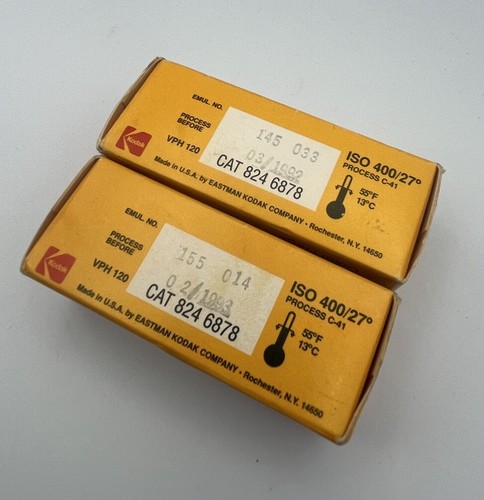 EMUL. NO.
145 033
PROCESS
BEFORE
03/1992
VPH 120
CAT 824 6878
Kodak
ISO 400/27°
PROCESS C-41
55°F
13°C
Made in U.S.A. by EASTMAN KODAK COMPANY • Rochester, N.Y. 14650
EMUL. NO.
155 014
PROCESS
BEFORE
02/1993
VPH 120
CAT 824 6878
Kodak
ISO 400/27°
PROCESS C-41
55°F
13°C
Made in U.S.A. by EASTMAN KODAK COMPANY • Rochester, N.Y. 14650